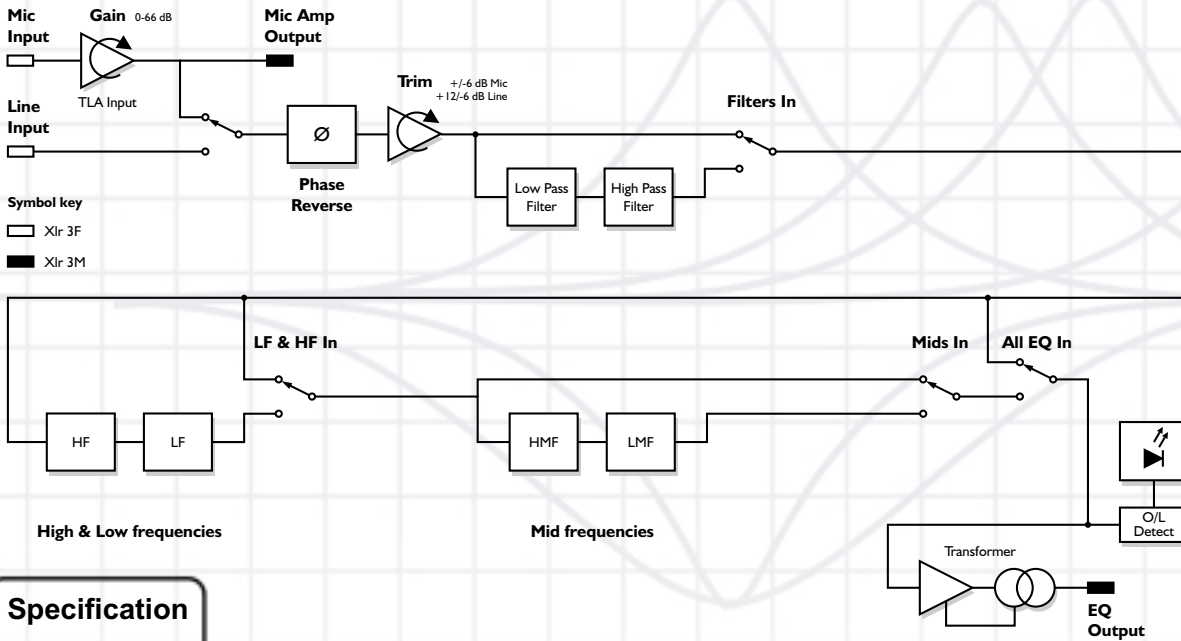 Mic
Input
Gain 0-66 dB
Mic Amp
Output
TLA Input
Line
Input
Trim +/-6 dB Mic
+12/-6 dB Line
Filters In
Ø
Phase
Reverse
Low Pass
Filter
High Pass
Filter
Symbol key
Xlr 3F
Xlr 3M
LF & HF In
Mids In
All EQ In
HF
LF
HMF
LMF
High & Low frequencies
Mid frequencies
O/L
Detect
Transformer
EQ
Output
Specification